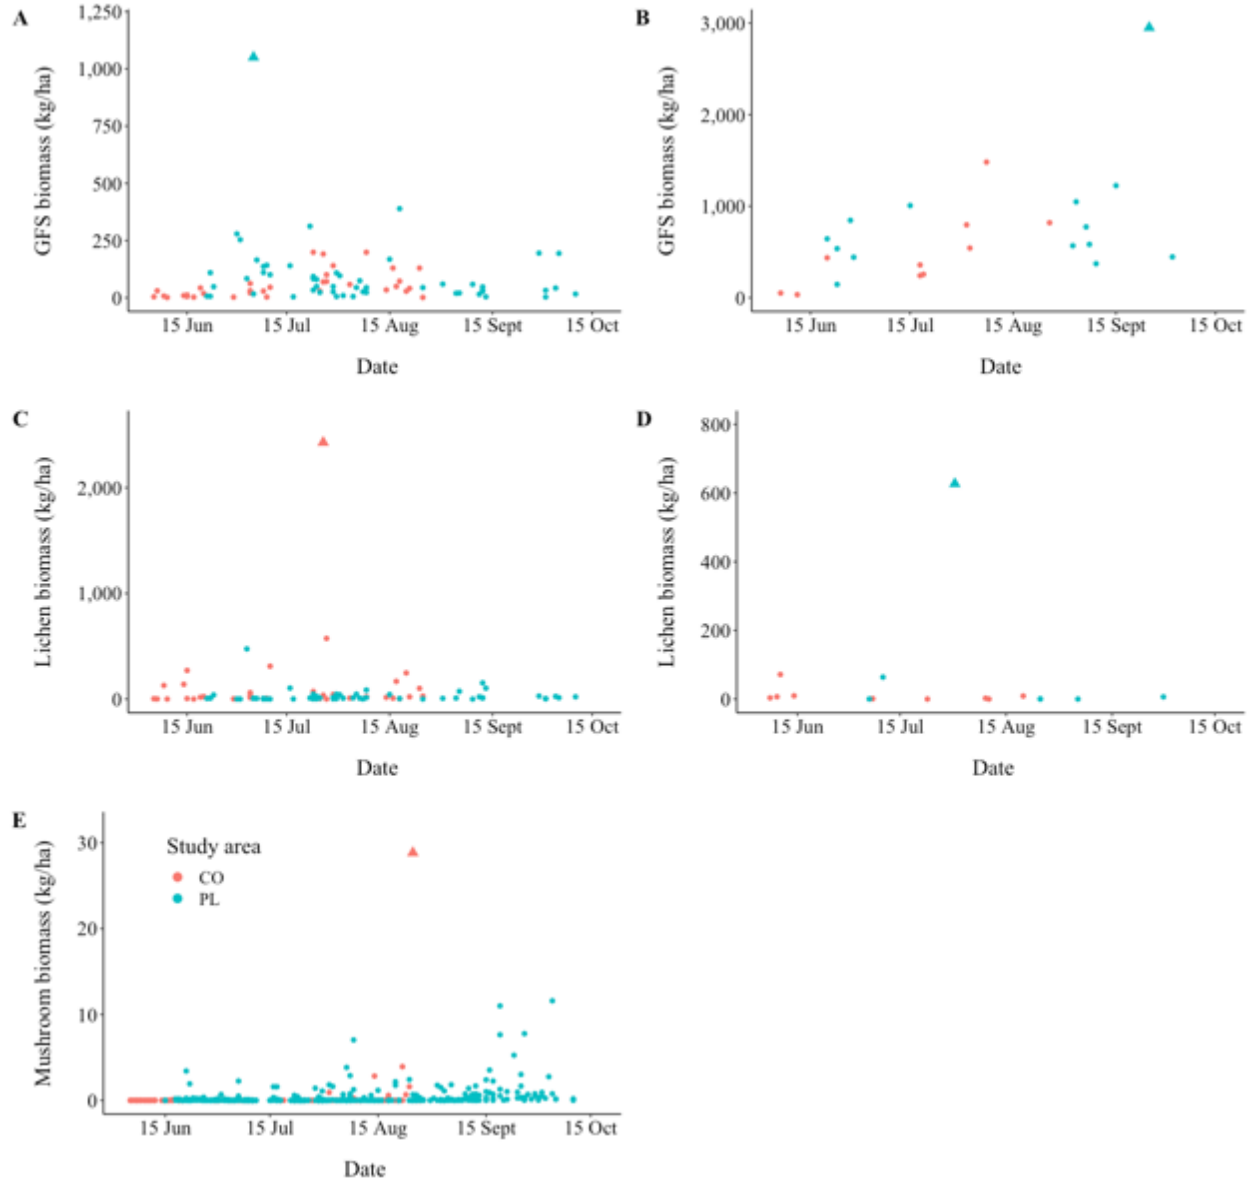 A
GFS biomass (kg/ha)
1,250
1,000
750
500
250
0
15 Jun 15 Jul 15 Aug 15 Sept 15 Oct
Date
B
GFS biomass (kg/ha)
3,000
2,000
1,000
0
15 Jun 15 Jul 15 Aug 15 Sept 15 Oct
Date
C
Lichen biomass (kg/ha)
2,000
1,000
0
15 Jun 15 Jul 15 Aug 15 Sept 15 Oct
Date
D
Lichen biomass (kg/ha)
800
600
400
200
0
15 Jun 15 Jul 15 Aug 15 Sept 15 Oct
Date
E
Mushroom biomass (kg/ha)
30
20
10
0
Study area
CO
PL
15 Jun 15 Jul 15 Aug 15 Sept 15 Oct
Date